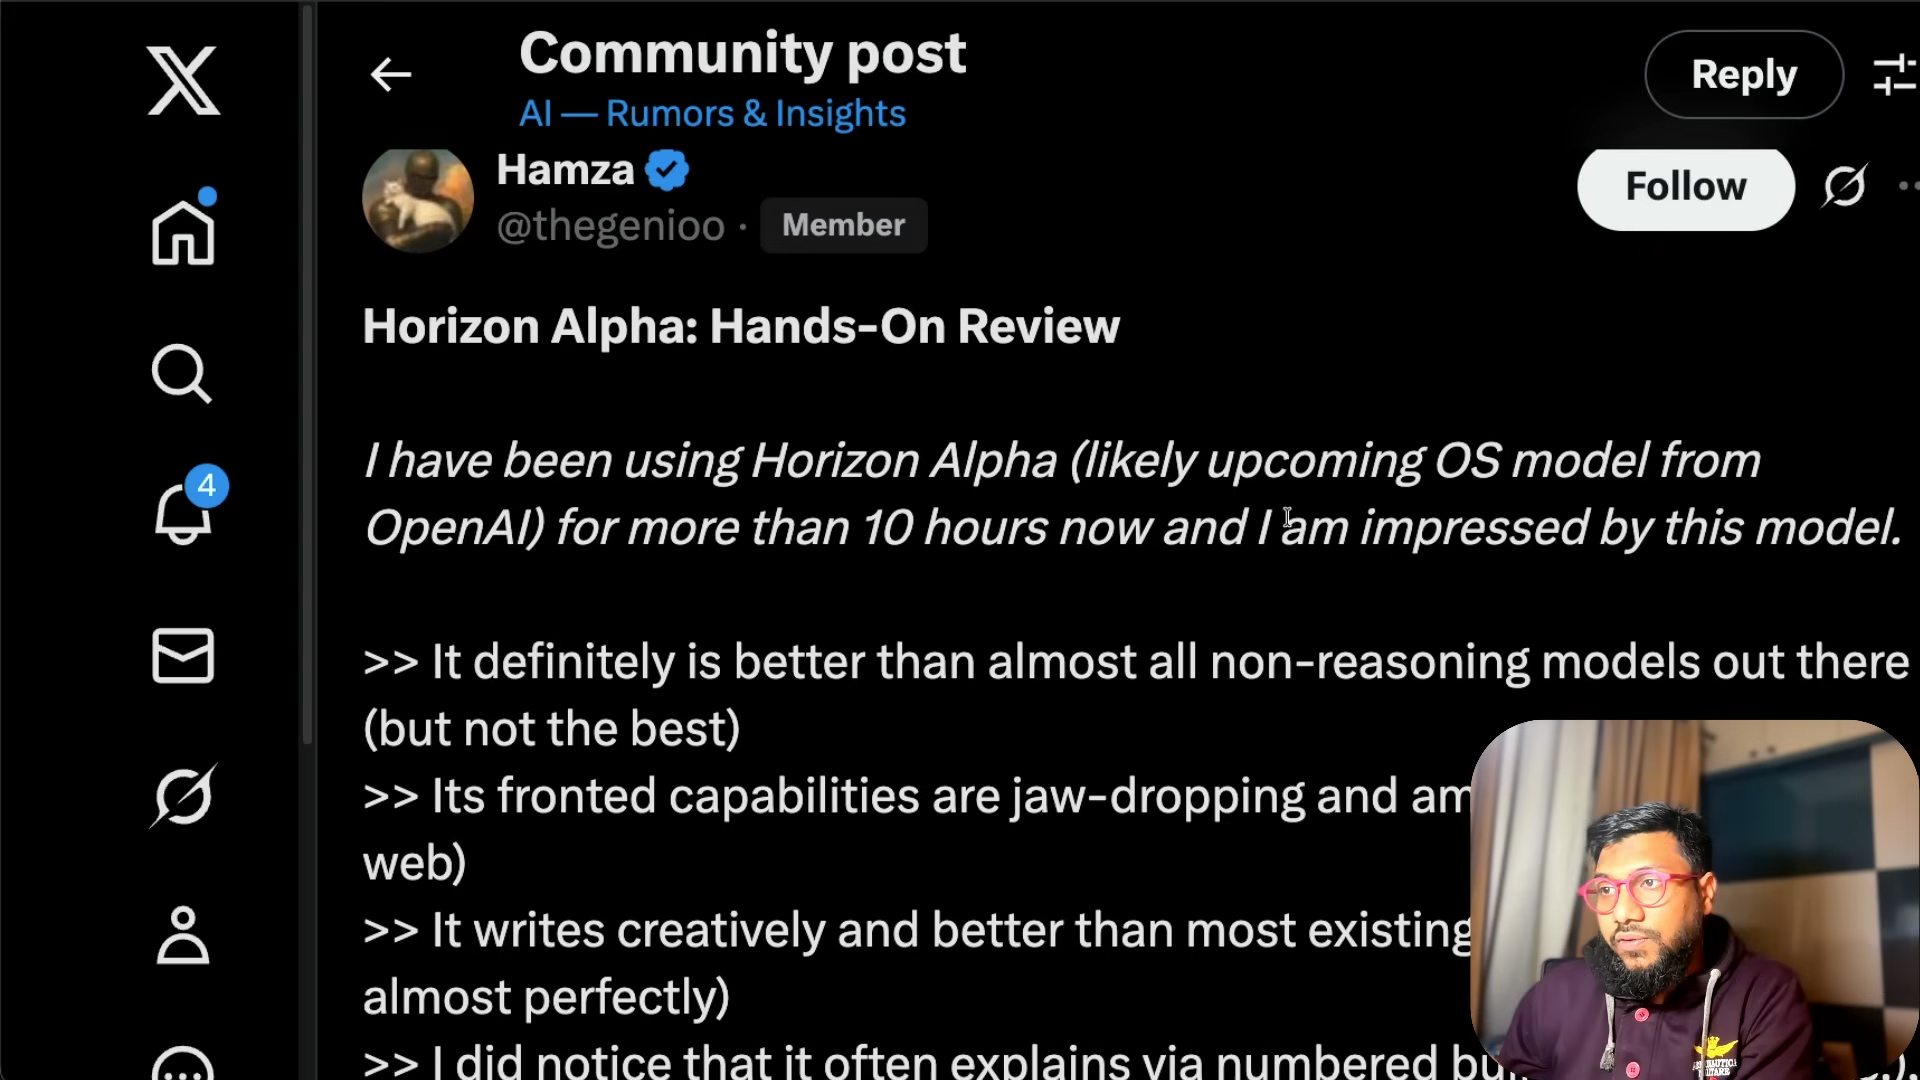 Community post
AI — Rumors & Insights
Reply
Hamza
@thegenioo · Member
Follow
4
Horizon Alpha: Hands-On Review
I have been using Horizon Alpha (likely upcoming OS model from
OpenAI) for more than 10 hours now and I am impressed by this model.
>> It definitely is better than almost all non-reasoning models out there
(but not the best)
>> Its fronted capabilities are jaw-dropping and
web)
>> It writes creatively and better than most existing
almost perfectly)
>> I did notice that it often explains via numbered